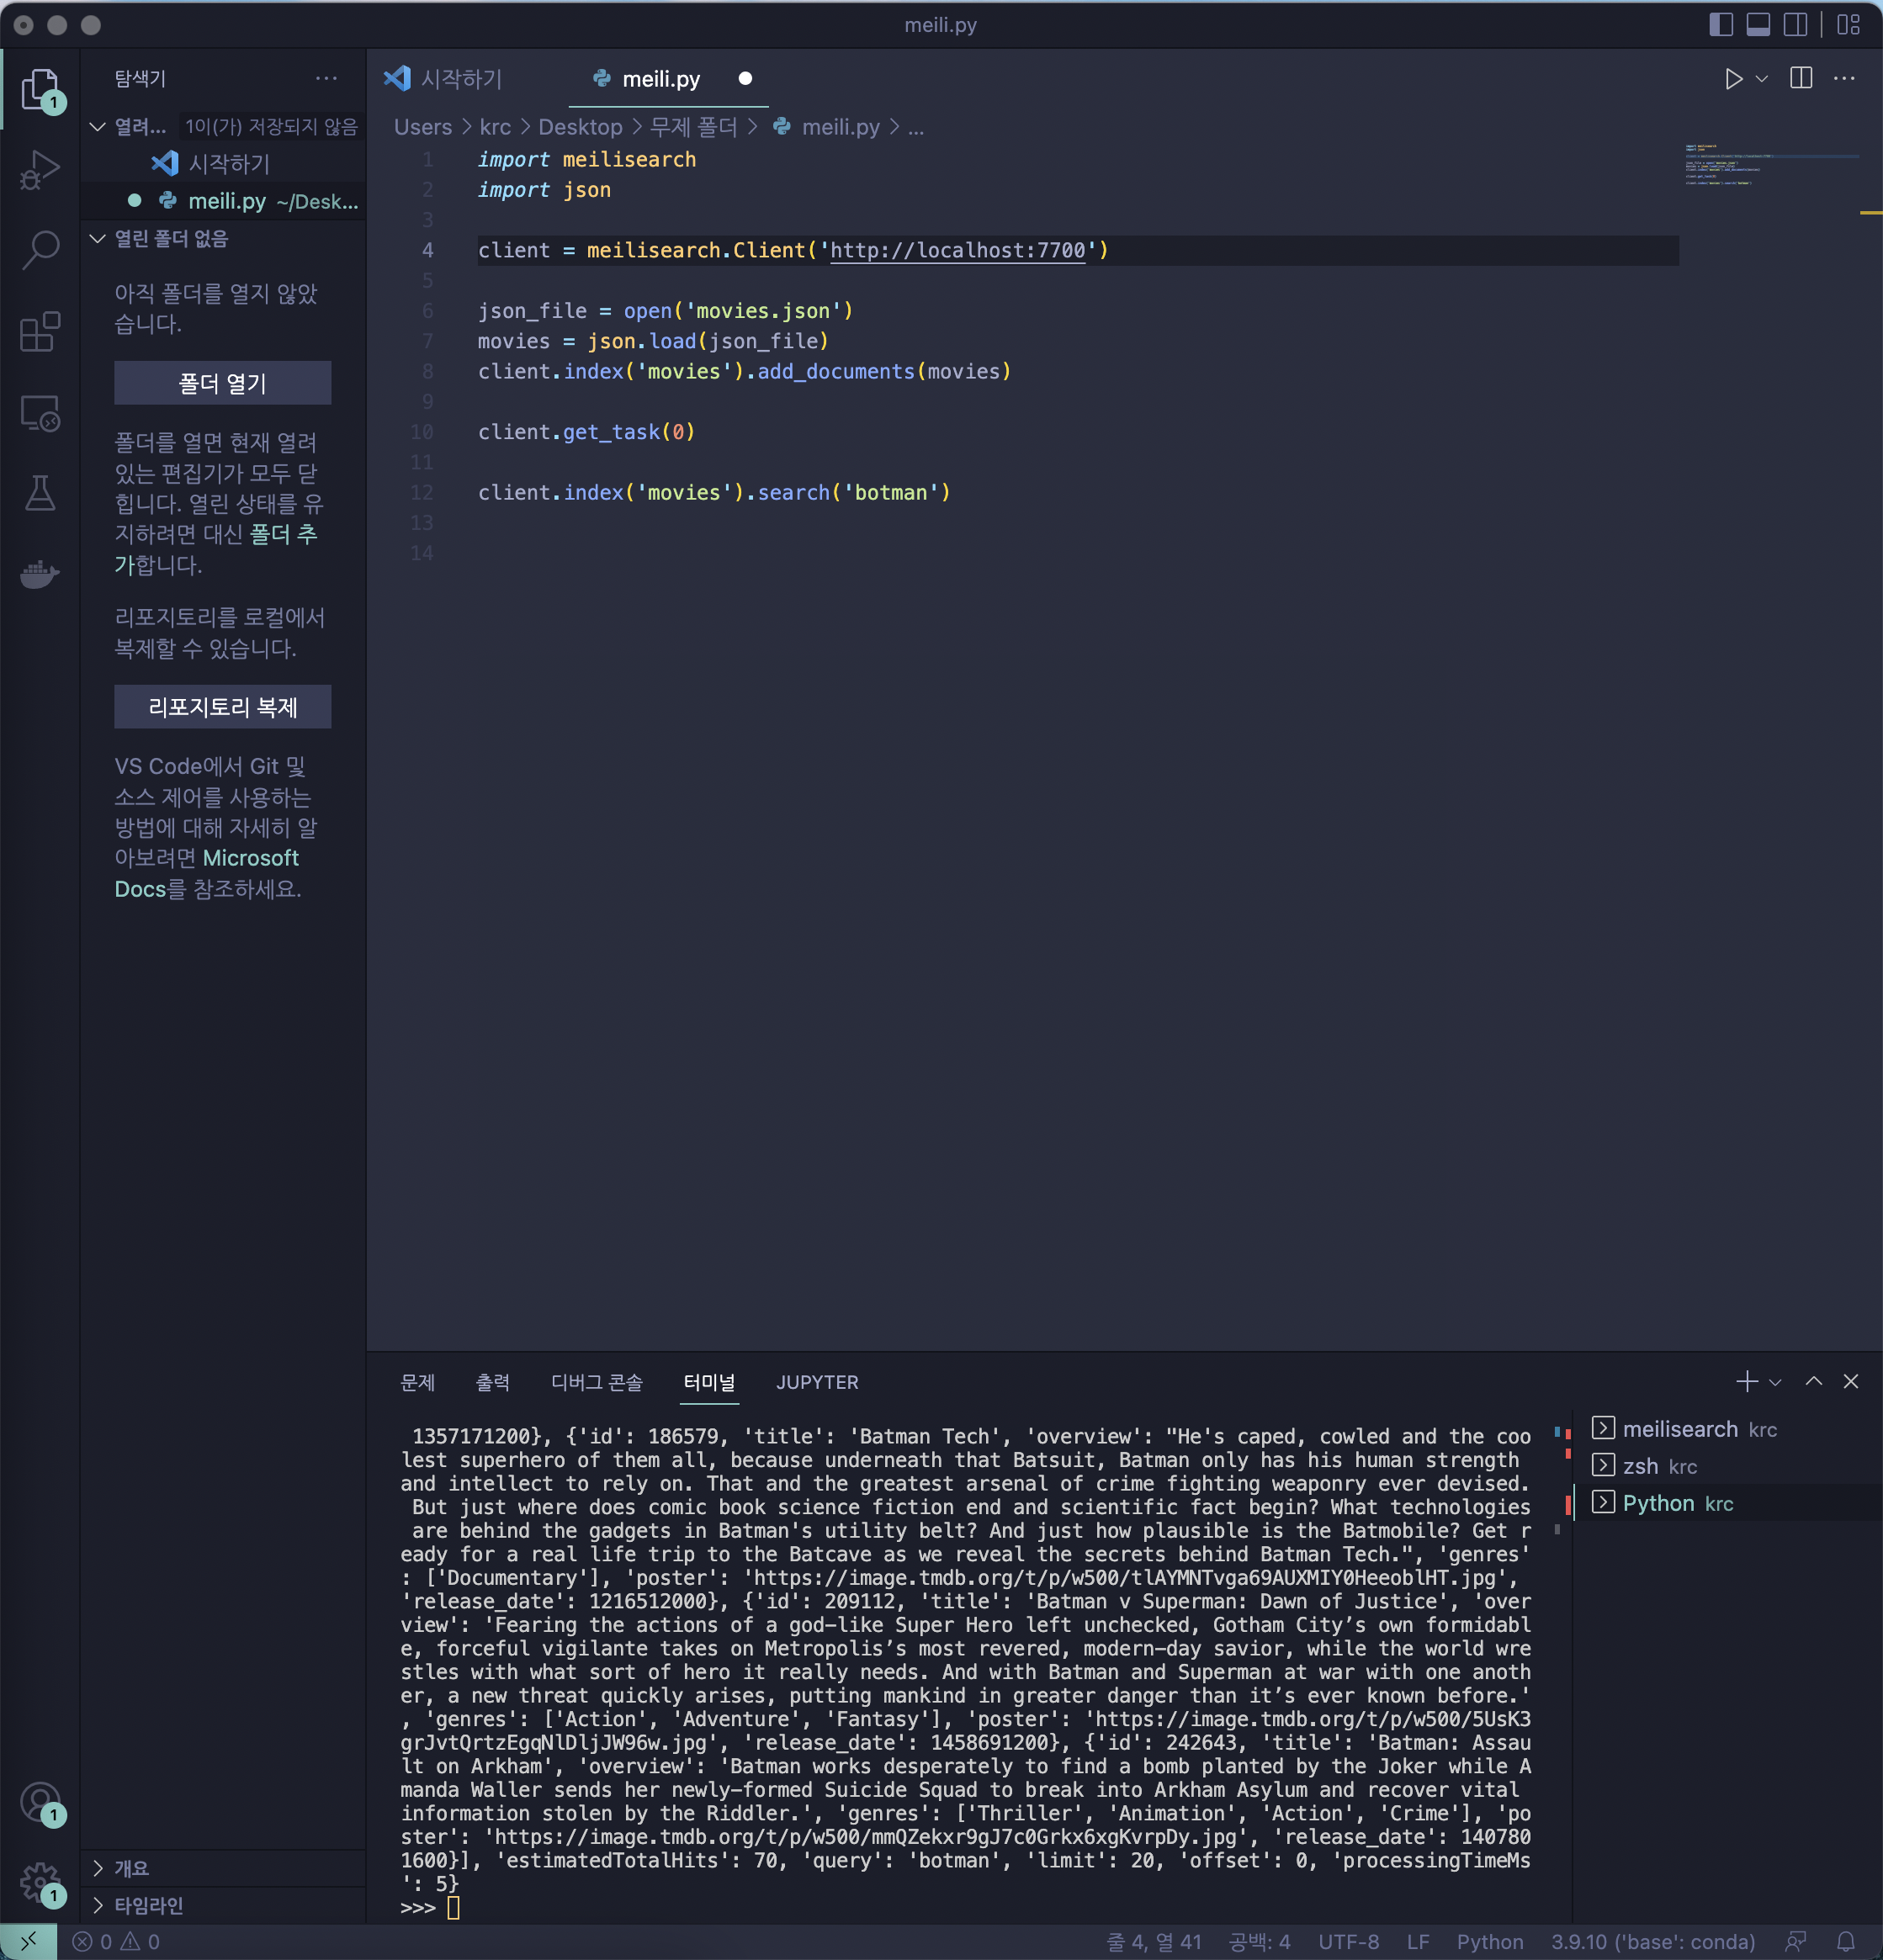 meili.py
탐색기
열려...
1이(가) 저장되지 않음
시작하기
meili.py ~/Desk...
열린 폴더 없음
아직 폴더를 열지 않았
습니다.
폴더 열기
폴더를 열면 현재 열려
있는 편집기가 모두 닫
힙니다. 열린 상태를 유
지하려면 대신 폴더 추
가합니다.
리포지토리를 로컬에서
복제할 수 있습니다.
리포지토리 복제
VS Code에서 Git 및
소스 제어를 사용하는
방법에 대해 자세히 알
아보려면 Microsoft
Docs를 참조하세요.
개요
타임라인
1
1
1
시작하기
meili.py
Users > krc > Desktop > 무제 폴더 > meili.py > ...
1 import meilisearch
2 import json
3
4 client = meilisearch.Client('http://localhost:7700')
5
6 json_file = open('movies.json')
7 movies = json.load(json_file)
8 client.index('movies').add_documents(movies)
9
10 client.get_task(0)
11
12 client.index('movies').search('botman')
13
14
문제 출력 디버그 콘솔 터미널 JUPYTER
1357171200}, {'id': 186579, 'title': 'Batman Tech', 'overview': "He's caped, cowled and the coo
lest superhero of them all, because underneath that Batsuit, Batman only has his human strength
and intellect to rely on. That and the greatest arsenal of crime fighting weaponry ever devised.
But just where does comic book science fiction end and scientific fact begin? What technologies
are behind the gadgets in Batman's utility belt? And just how plausible is the Batmobile? Get r
eady for a real life trip to the Batcave as we reveal the secrets behind Batman Tech.", 'genres'
: ['Documentary'], 'poster': 'https://image.tmdb.org/t/p/w500/tlAYMNTvga69AUXMIY0HeeoblHT.jpg',
'release_date': 1216512000}, {'id': 209112, 'title': 'Batman v Superman: Dawn of Justice', 'over
view': 'Fearing the actions of a god-like Super Hero left unchecked, Gotham City’s own formidabl
e, forceful vigilante takes on Metropolis’s most revered, modern-day savior, while the world wre
stles with what sort of hero it really needs. And with Batman and Superman at war with one anoth
er, a new threat quickly arises, putting mankind in greater danger than it’s ever known before.'
, 'genres': ['Action', 'Adventure', 'Fantasy'], 'poster': 'https://image.tmdb.org/t/p/w500/5UsK3
grJvtQrtzEgqNlDljJW96w.jpg', 'release_date': 1458691200}, {'id': 242643, 'title': 'Batman: Assau
lt on Arkham', 'overview': 'Batman works desperately to find a bomb planted by the Joker while A
manda Waller sends her newly-formed Suicide Squad to break into Arkham Asylum and recover vital
information stolen by the Riddler.', 'genres': ['Thriller', 'Animation', 'Action', 'Crime'], 'po
ster': 'https://image.tmdb.org/t/p/w500/mmQZekxr9gJ7c0Grkx6xgKvrpDy.jpg', 'release_date': 140780
1600}], 'estimatedTotalHits': 70, 'query': 'botman', 'limit': 20, 'offset': 0, 'processingTimeMs
': 5}
>>>
meilisearch krc
zsh krc
Python krc
0 0
줄 4, 열 41 공백: 4 UTF-8 LF Python 3.9.10 ('base': conda)